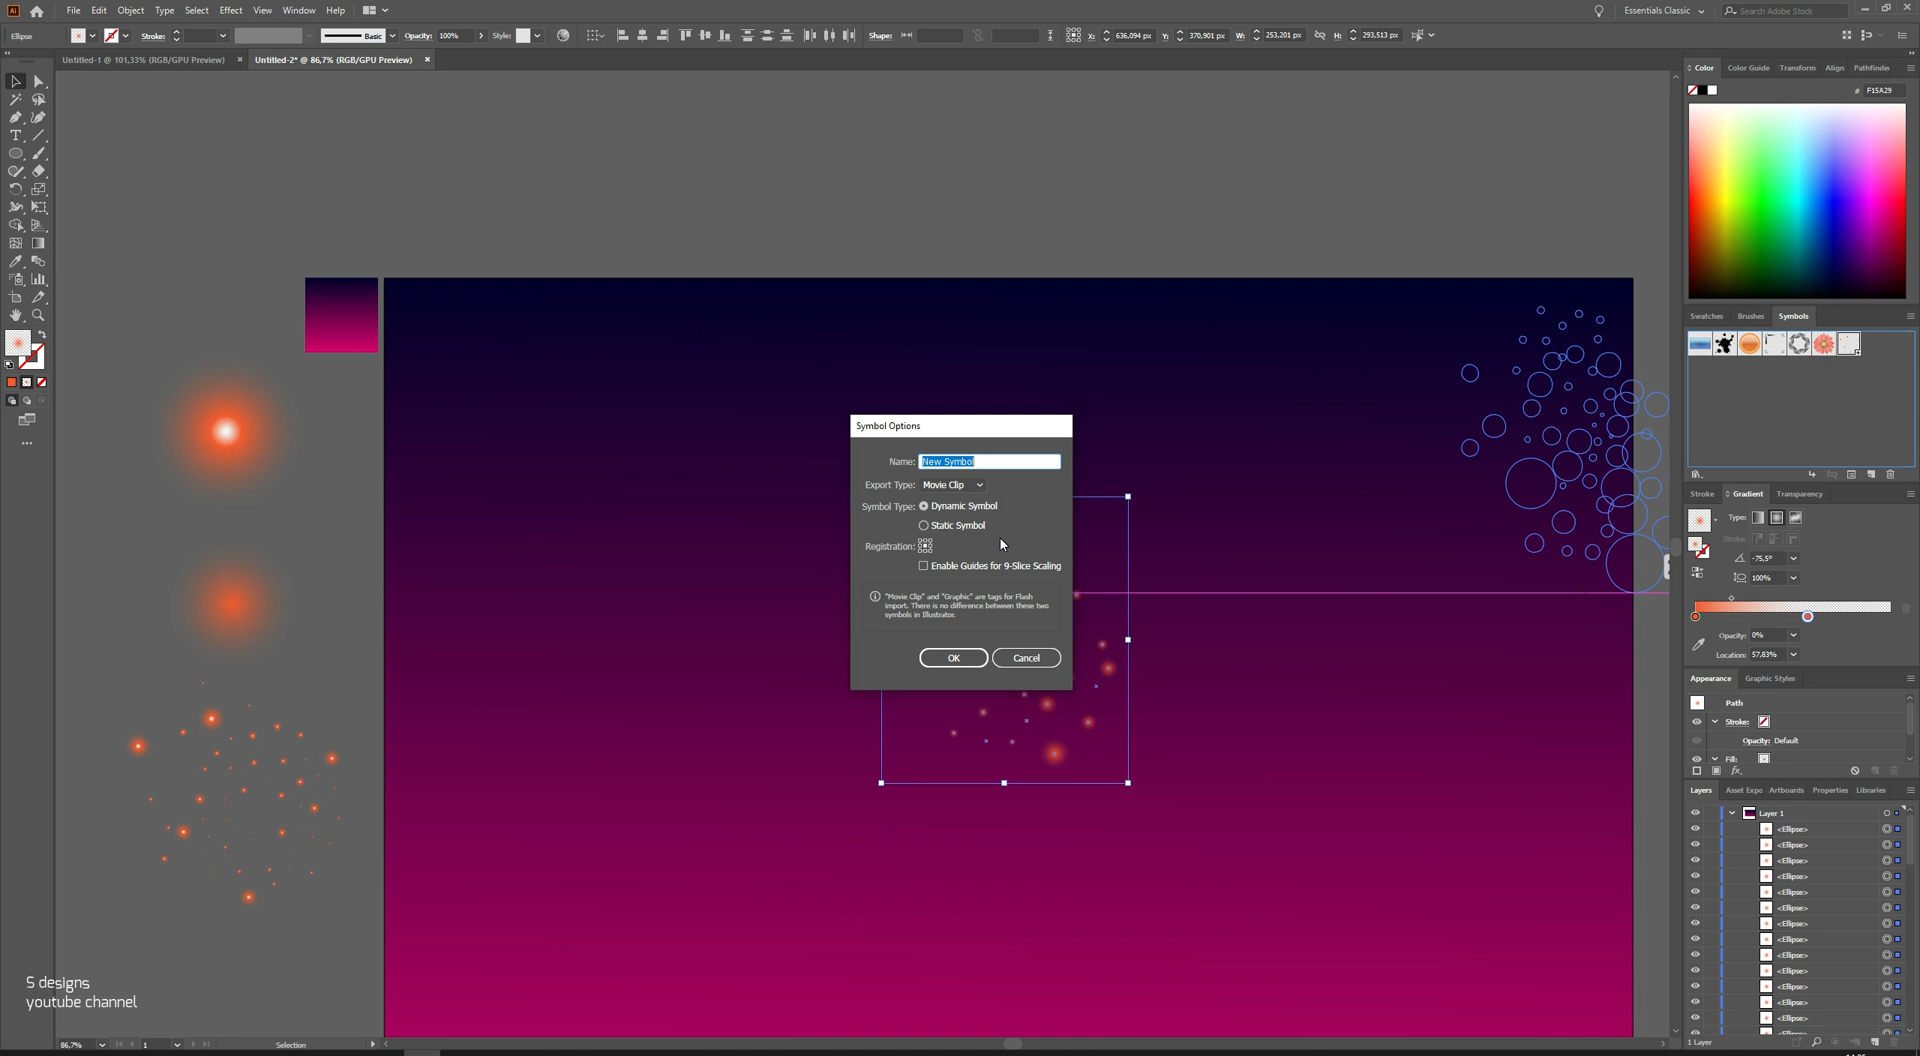 Ai File Edit Object Type Select Effect View Window Help Essentials Classic Search Adobe Stock
Ellipse Stroke: Basic Opacity: 100% Style: Shape: X: 636,094 px Y: 370,901 px W: 253,201 px H: 293,513 px
Untitled-1 @ 101,33% (RGB/GPU Preview) × Untitled-2* @ 86,7% (RGB/GPU Preview) ×
Color Color Guide Transform Align Pathfinder
# F15A29
Swatches Brushes Symbols
Symbol Options
Name: New Symbol
Export Type: Movie Clip
Symbol Type: Dynamic Symbol
Static Symbol
Registration:
Enable Guides for 9-Slice Scaling
"Movie Clip" and "Graphic" are tags for Flash
import. There is no difference between these two
symbols in Illustrator.
OK Cancel
Stroke Gradient Transparency
Type:
Stroke:
-75,5°
100%
Opacity: 0%
Location: 57,83%
Appearance Graphic Styles
Path
Stroke:
Opacity: Default
Fill:
Layers Asset Expo Artboards Properties Libraries
Layer 1
<Ellipse>
<Ellipse>
<Ellipse>
<Ellipse>
<Ellipse>
<Ellipse>
<Ellipse>
<Ellipse>
<Ellipse>
<Ellipse>
<Ellipse>
<Ellipse>
<Ellipse>
1 Layer
S designs
youtube channel
86,7% 1 Selection